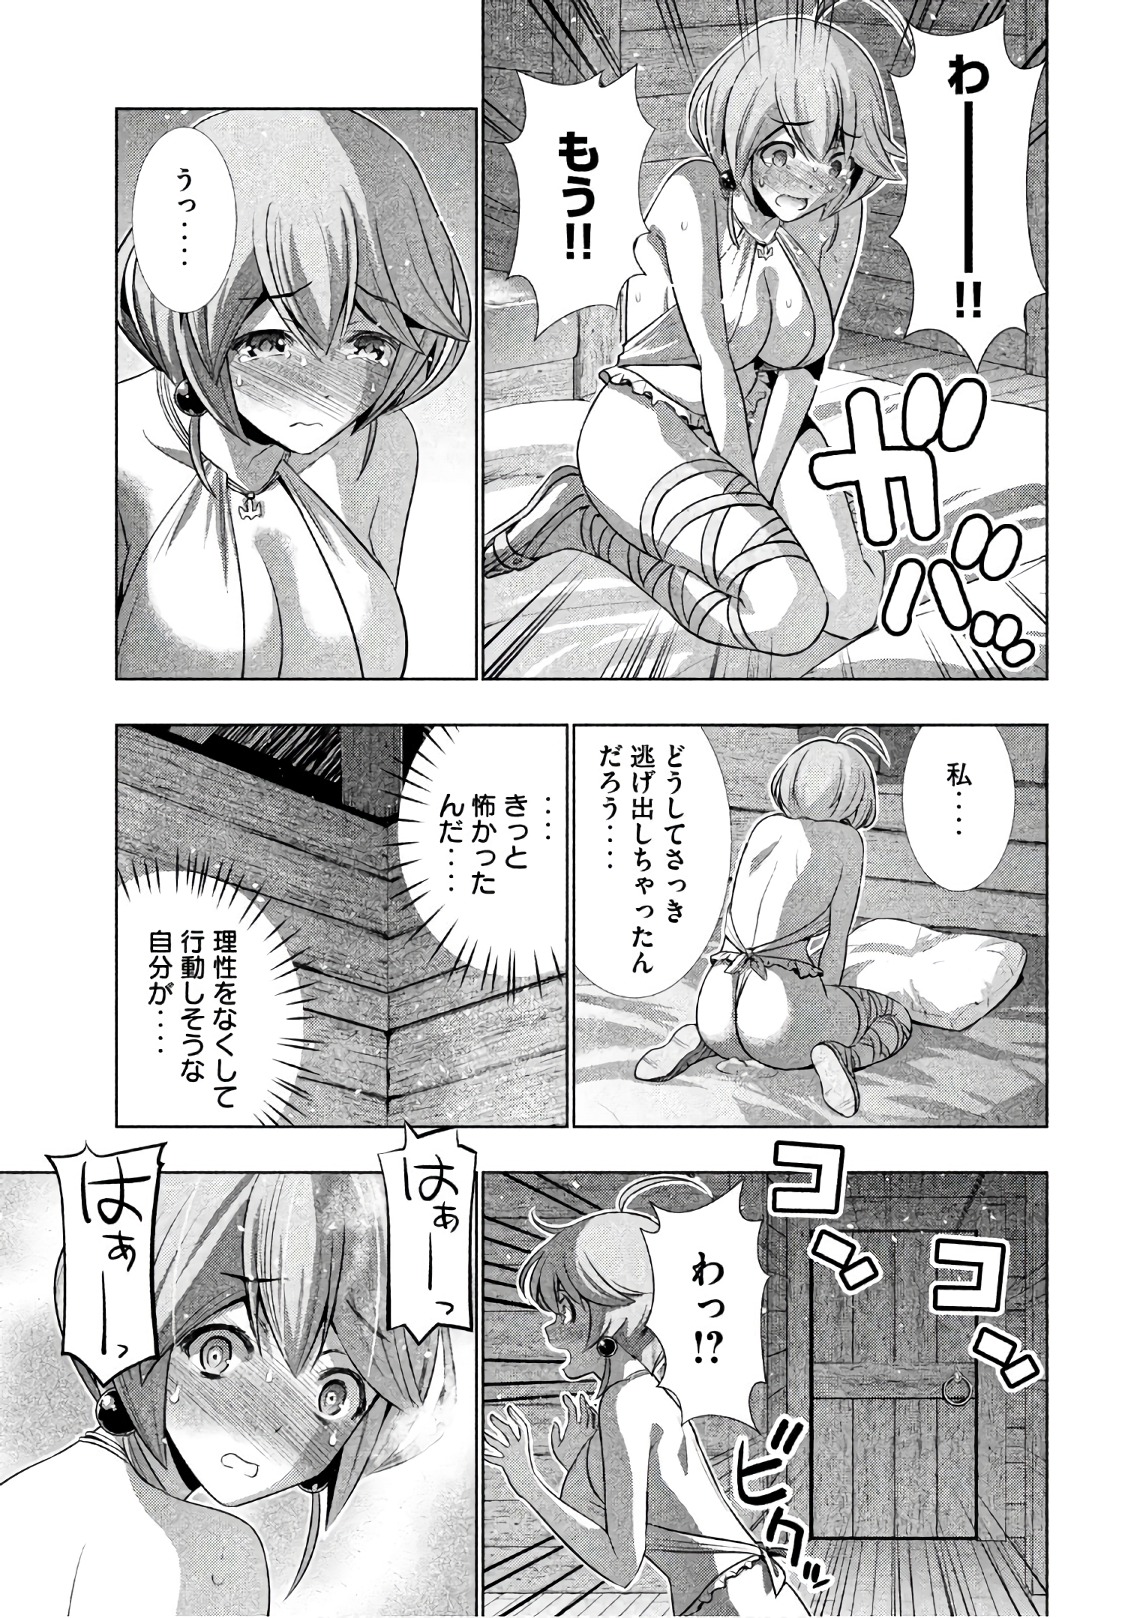 わーー!!
もう!!
ガバッ
うっ‥‥
私‥‥
どうしてさっき
逃げ出しちゃったん
だろう‥‥
‥‥
きっと
怖かった
んだ‥‥
理性をなくして
行動しそうな
自分が‥‥
コン
コン
わっ!?
ビクッ
はぁーっ
はぁーっ